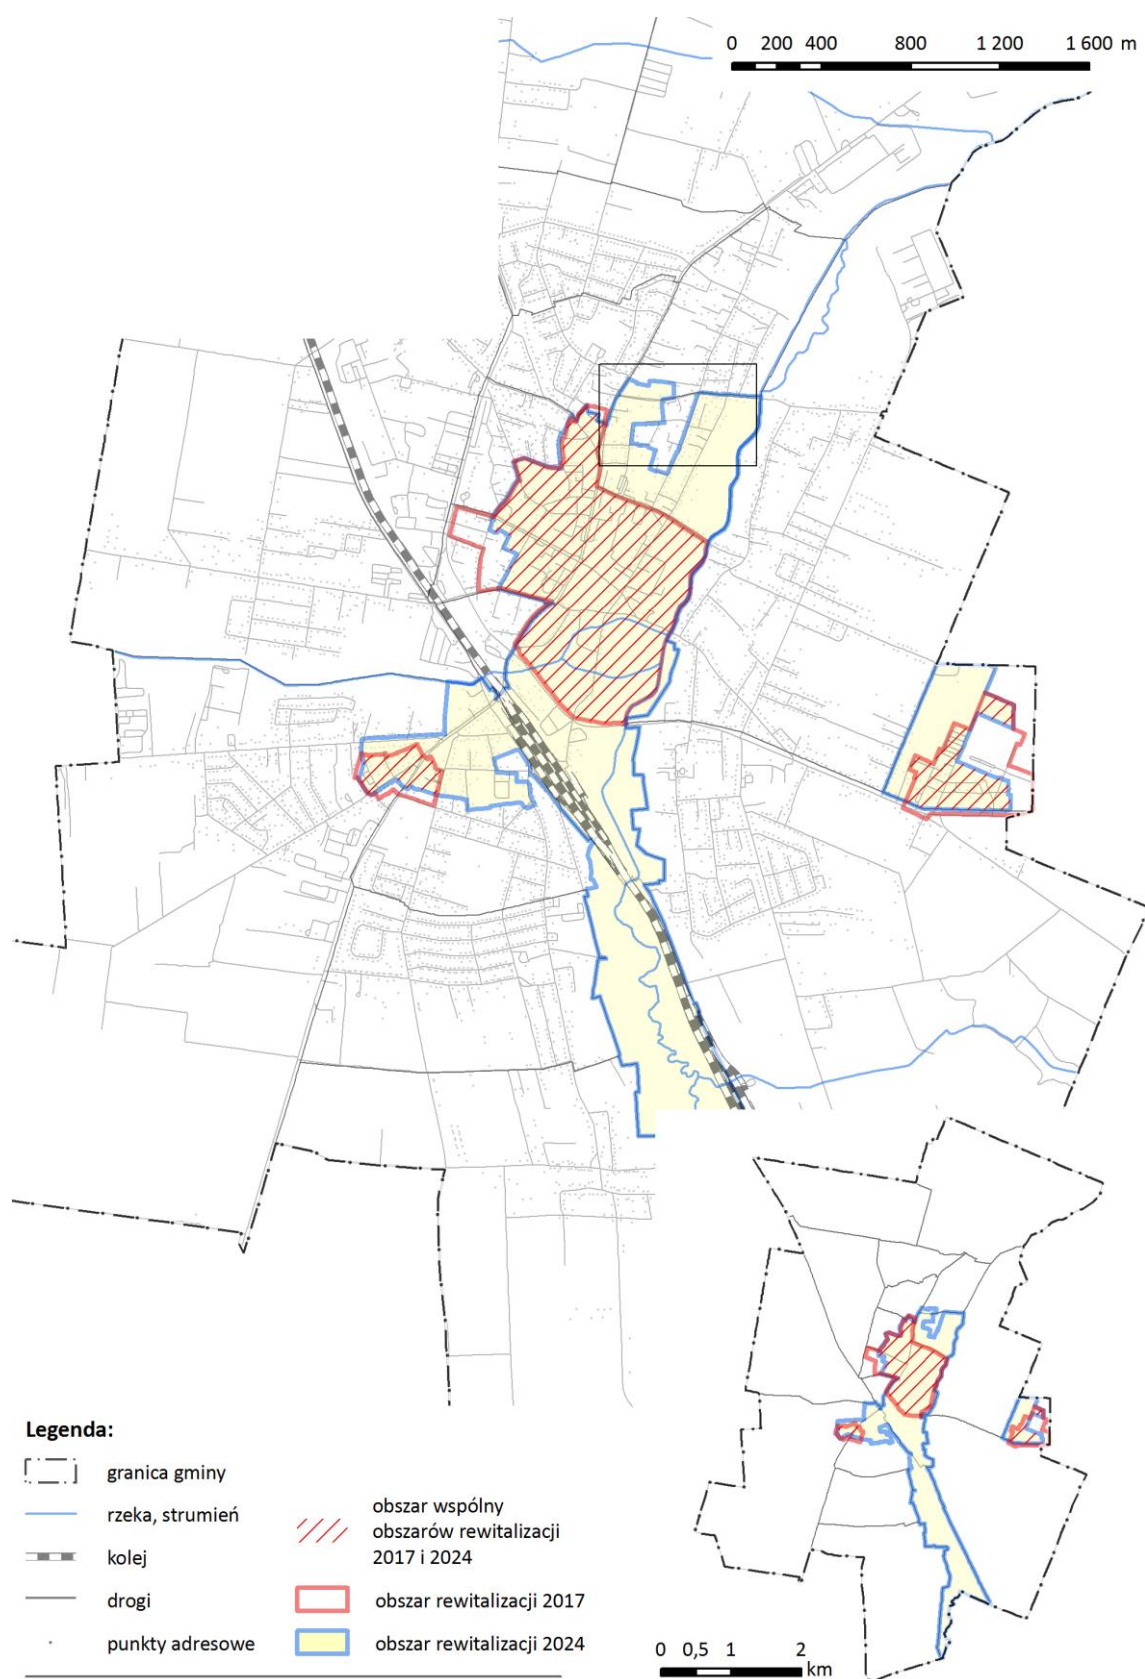 0 200 400 800 1 200 1 600 m
Legenda:
granica gminy
rzeka, strumień
kolej
drogi
punkty adresowe
obszar wspólny
obszarów rewitalizacji
2017 i 2024
obszar rewitalizacji 2017
obszar rewitalizacji 2024
0 0,5 1 2
km